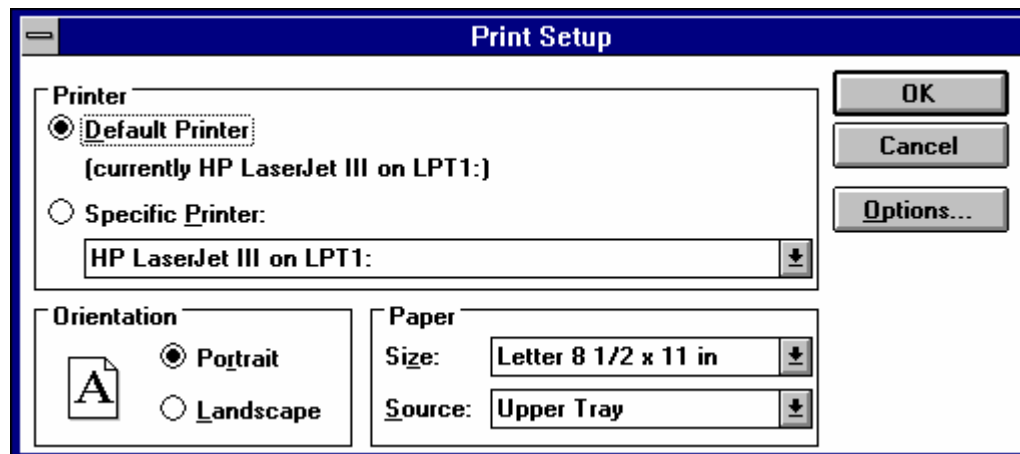 Print Setup
Printer
Default Printer
(currently HP LaserJet III on LPT1:)
Specific Printer:
HP LaserJet III on LPT1:
OK
Cancel
Options...
Orientation
A
Portrait
Landscape
Paper
Size: Letter 8 1/2 x 11 in
Source: Upper Tray